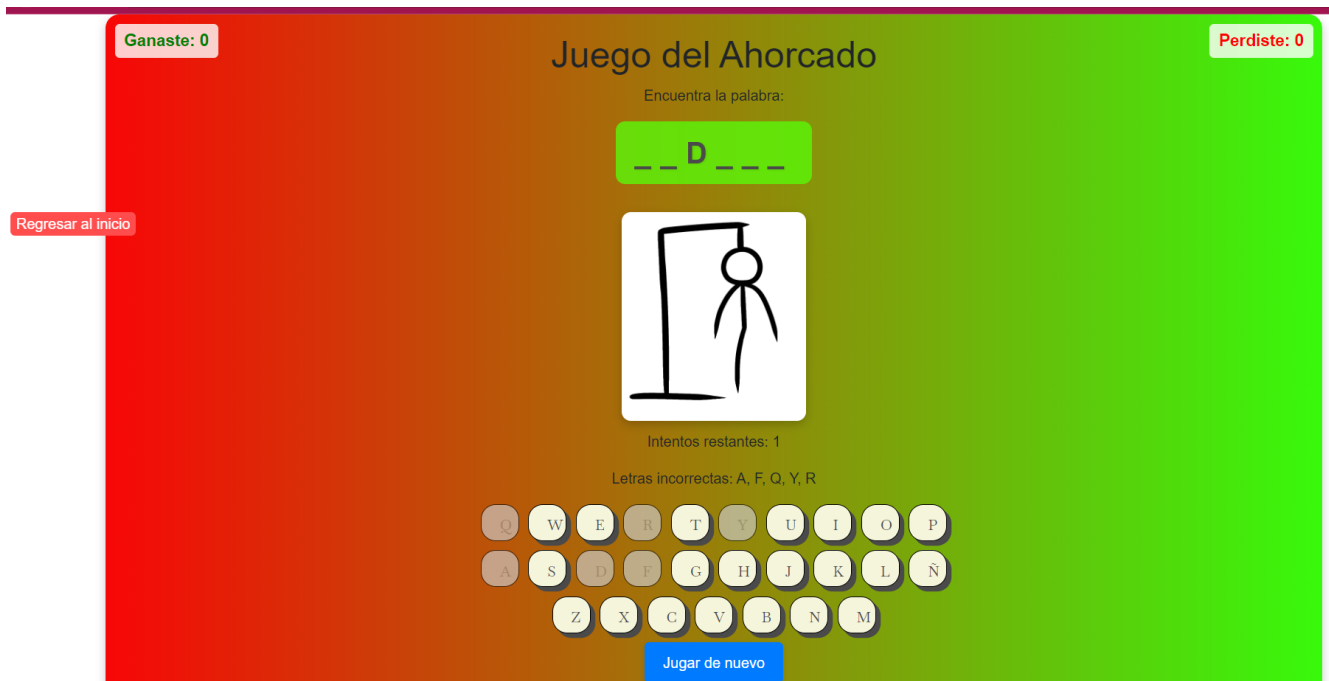 Ganaste: 0
Perdiste: 0
Juego del Ahorcado
Encuentra la palabra:
_ _ D _ _ _
Regresar al inicio
Intentos restantes: 1
Letras incorrectas: A, F, Q, Y, R
Q W E R T Y U I O P
A S D F G H J K L Ñ
Z X C V B N M
Jugar de nuevo